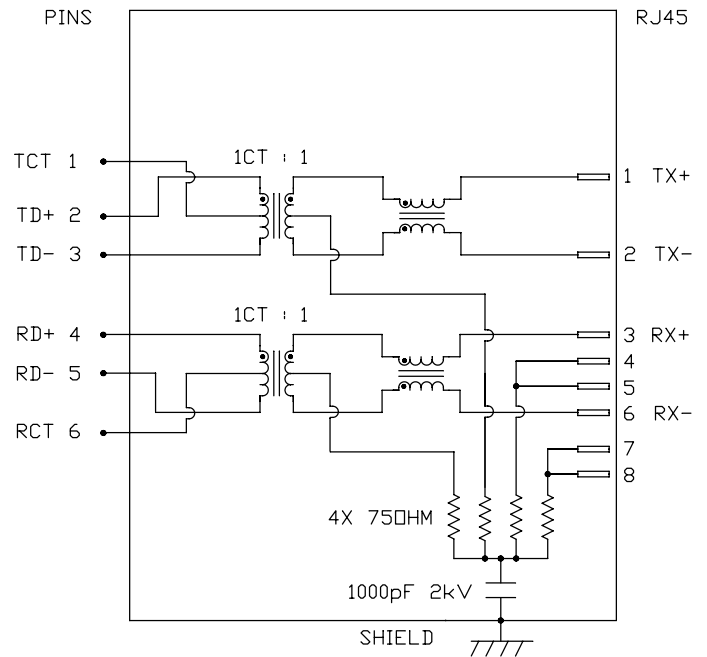 PINS
RJ45
TCT 1
1CT : 1
1 TX+
TD+ 2
TD- 3
2 TX-
1CT : 1
RD+ 4
3 RX+
4
RD- 5
5
6 RX-
RCT 6
7
8
4X 75OHM
1000pF 2kV
SHIELD